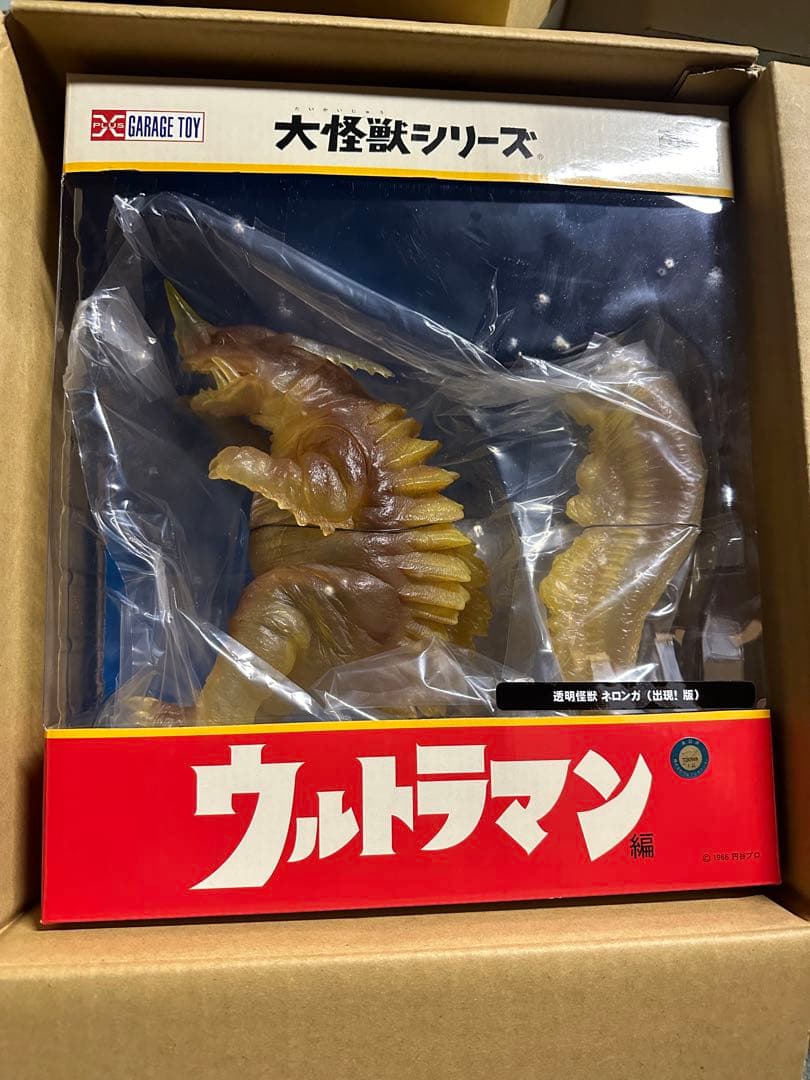 X PLUS GARAGE TOY
だいかいじゅう
大怪獣シリーズ®
透明怪獣 ネロンガ（出現! 版）
ウルトラマン
編
© 1966 円谷プロ